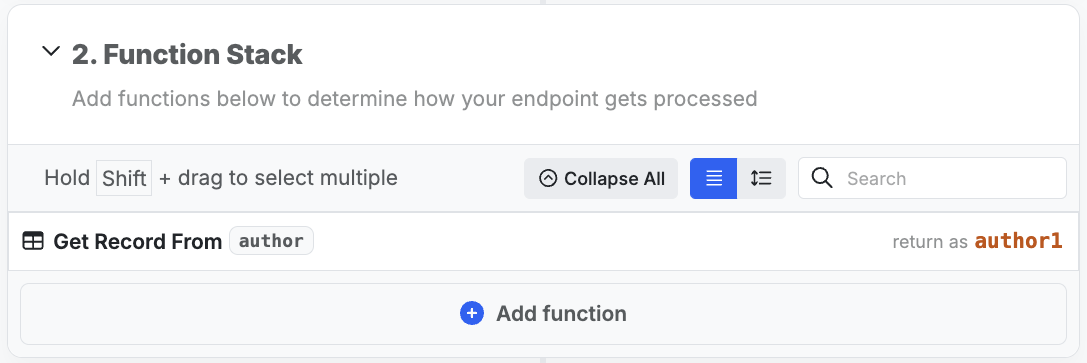 2. Function Stack
Add functions below to determine how your endpoint gets processed
Hold Shift + drag to select multiple
Collapse All
Search
Get Record From author
return as author1
Add function